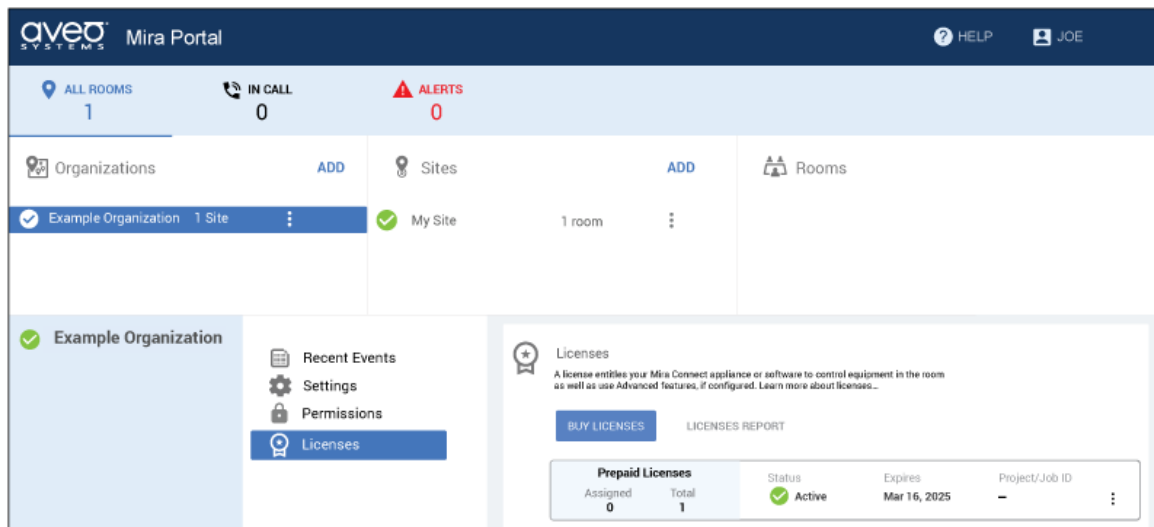 aveo
SYSTEMS
Mira Portal
? HELP
JOE
ALL ROOMS
1
IN CALL
0
ALERTS
0
Organizations
ADD
Sites
ADD
Rooms
Example Organization 1 Site
My Site
1 room
Example Organization
Recent Events
Settings
Permissions
Licenses
Licenses
A license entitles your Mira Connect appliance or software to control equipment in the room
as well as use Advanced features, if configured. Learn more about licenses...
BUY LICENSES
LICENSES REPORT
Prepaid Licenses
Assigned Total
0 1
Status
Active
Expires
Mar 16, 2025
Project/Job ID
–